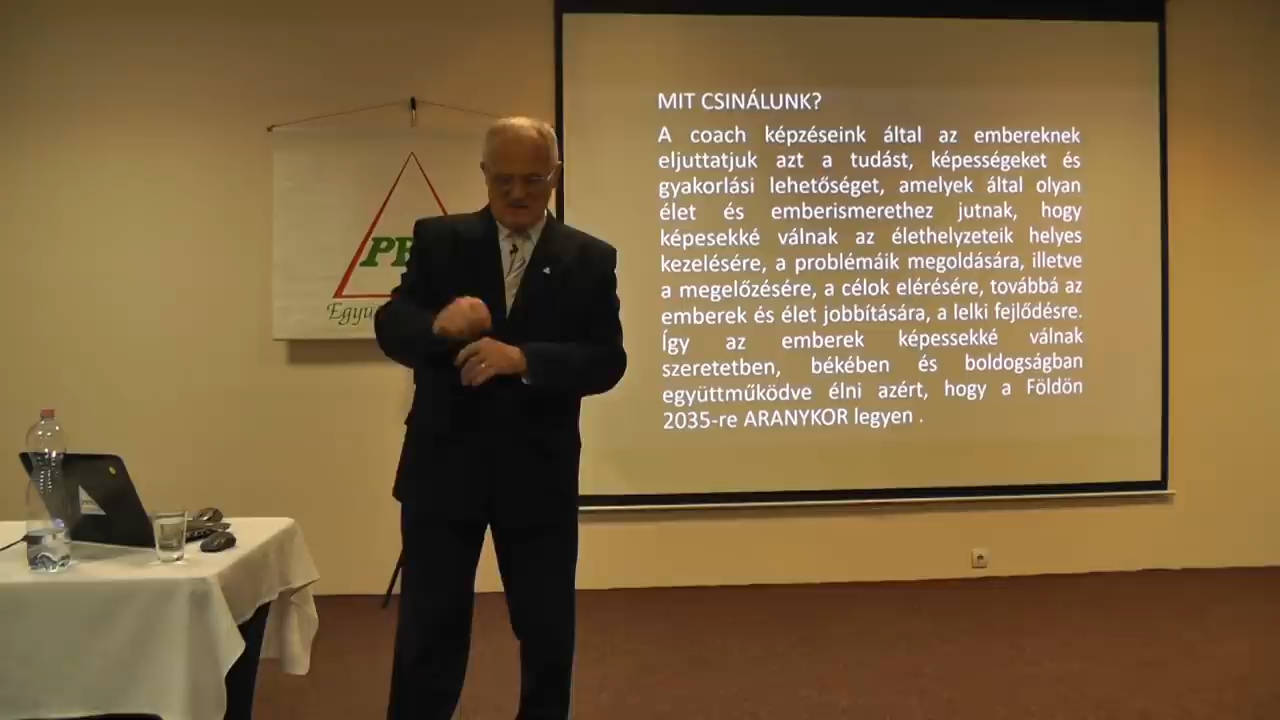 MIT CSINÁLUNK?
A coach képzéseink által az embereknek
eljuttatjuk azt a tudást, képességeket és
gyakorlási lehetőséget, amelyek által olyan
élet és emberismerethez jutnak, hogy
képesekké válnak az élethelyzeteik helyes
kezelésére, a problémáik megoldására, illetve
a megelőzésére, a célok elérésére, továbbá az
emberek és élet jobbítására, a lelki fejlődésre.
Így az emberek képessekké válnak
szeretetben, békében és boldogságban
együttműködve élni azért, hogy a Földön
2035-re ARANYKOR legyen .